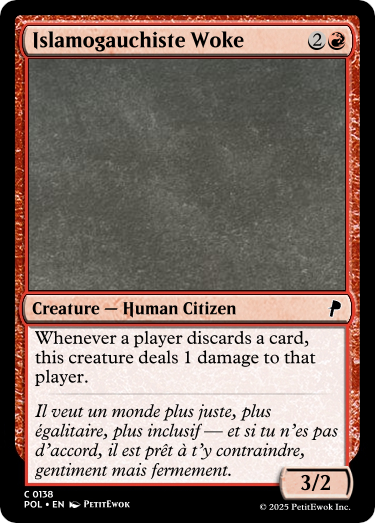 Islamogauchiste Woke 2
Creature — Human Citizen
Whenever a player discards a card,
this creature deals 1 damage to that
player.
Il veut un monde plus juste, plus
égalitaire, plus inclusif — et si tu n'es pas
d'accord, il est prêt à t'y contraindre,
gentiment mais fermement.
3/2
C 0138
POL • EN PetitEwok
© 2025 PetitEwok Inc.